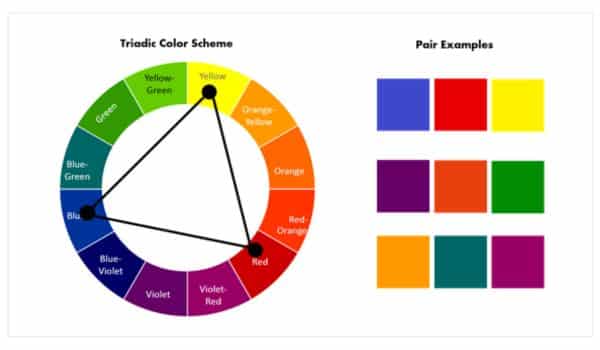 Triadic Color Scheme
Pair Examples
Yellow
Yellow-
Green
Orange-
Yellow
Green
Orange
Blue-
Green
Red-
Orange
Blue-
Violet
Red
Violet
Violet-
Red